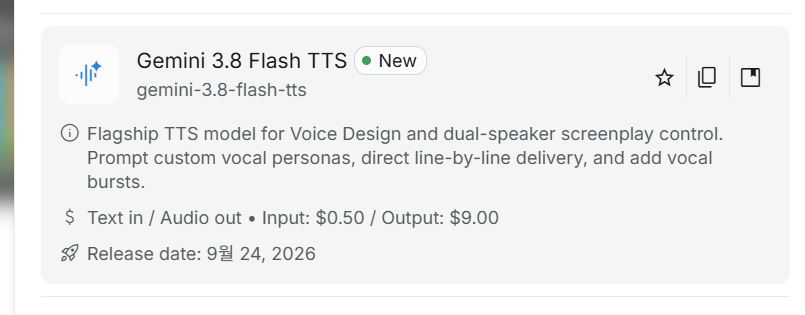 Gemini 3.8 Flash TTS
New
gemini-3.8-flash-tts
Flagship TTS model for Voice Design and dual-speaker screenplay control.
Prompt custom vocal personas, direct line-by-line delivery, and add vocal
bursts.
$ Text in / Audio out • Input: $0.50 / Output: $9.00
Release date: 9월 24, 2026